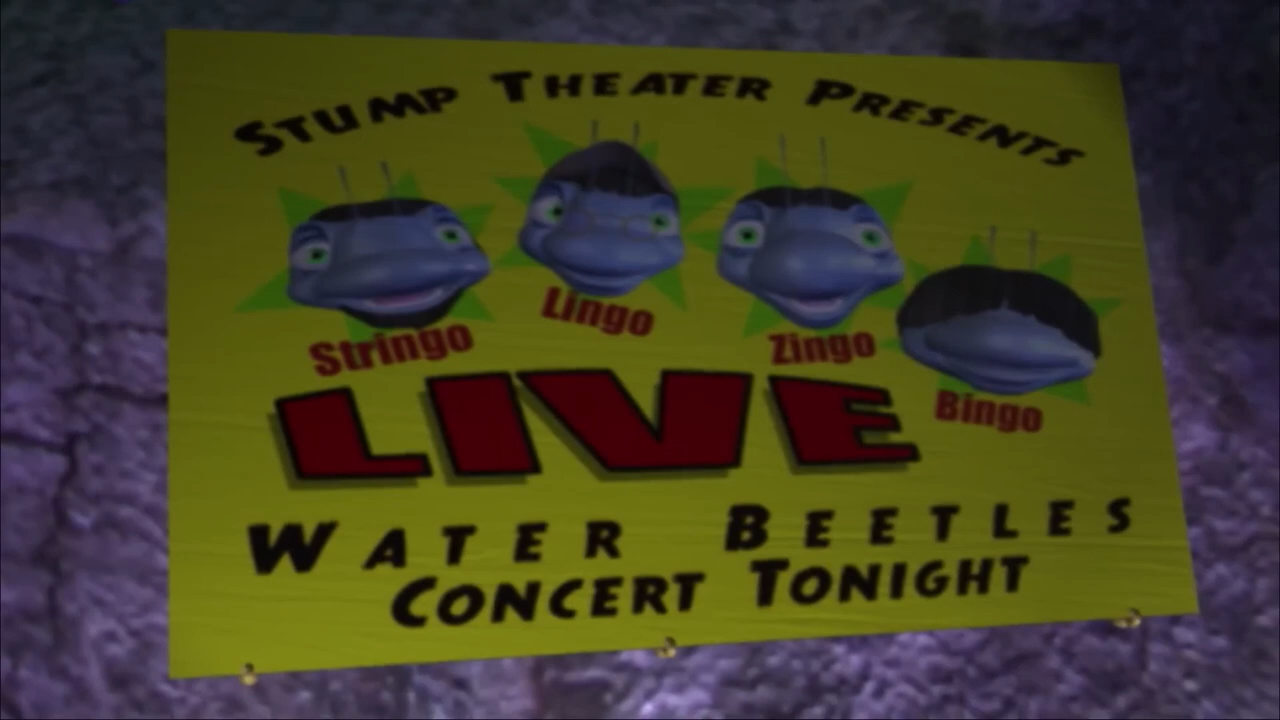 STUMP THEATER PRESENTS
Stringo
Lingo
Zingo
Bingo
LIVE
WATER BEETLES
CONCERT TONIGHT